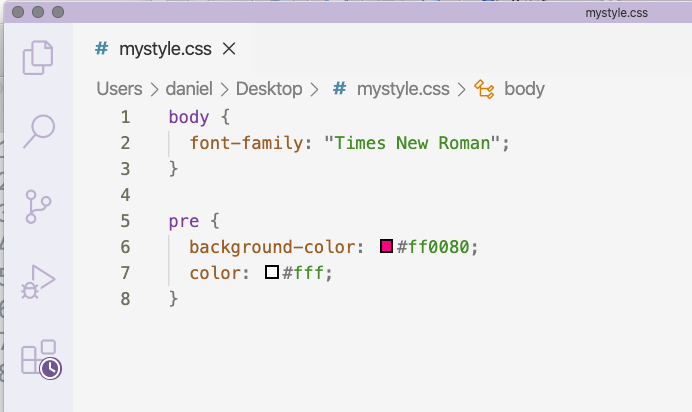 mystyle.css
# mystyle.css ×
Users > daniel > Desktop > # mystyle.css > body
1 body {
2   font-family: "Times New Roman";
3 }
4
5 pre {
6   background-color: #ff0080;
7   color: #fff;
8 }